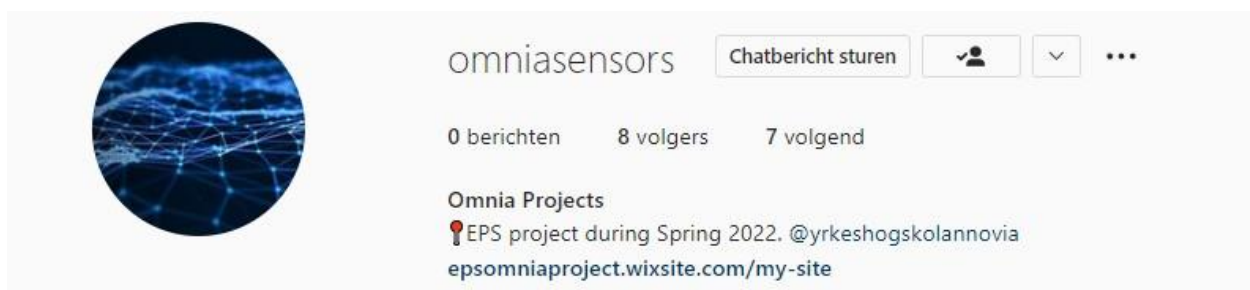 omniasensors Chatbericht sturen
0 berichten 8 volgers 7 volgend
Omnia Projects
EPS project during Spring 2022. @yrkeshogskolannovia
epsomniaproject.wixsite.com/my-site